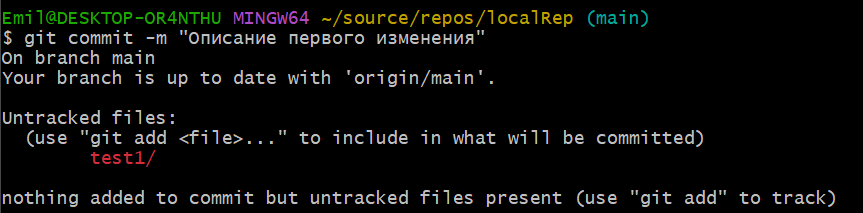 Emil@DESKTOP-OR4NTHU MINGW64 ~/source/repos/localRep (main)
$ git commit -m "Описание первого изменения"
On branch main
Your branch is up to date with 'origin/main'.

Untracked files:
  (use "git add <file>..." to include in what will be committed)
        test1/

nothing added to commit but untracked files present (use "git add" to track)